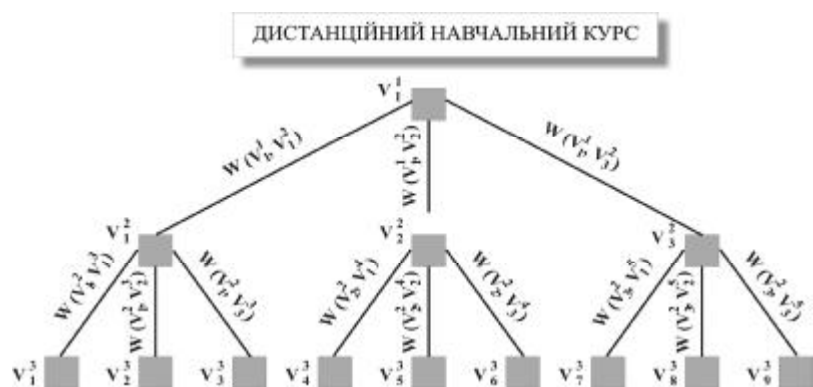 ДИСТАНЦІЙНИЙ НАВЧАЛЬНИЙ КУРС
V₁¹
W (V₁¹, V₁²)
W (V₁¹, V₂²)
W (V₁¹, V₃²)
V₁²
V₂²
V₃²
W (V₁², V₁³)
W (V₁², V₂³)
W (V₁², V₃³)
W (V₂², V₁⁴)
W (V₂², V₂⁴)
W (V₂², V₃⁴)
W (V₃², V₁⁵)
W (V₃², V₂⁵)
W (V₃², V₃⁵)
V₁³
V₂³
V₃³
V₄³
V₅³
V₆³
V₇³
V₈³
V₉³